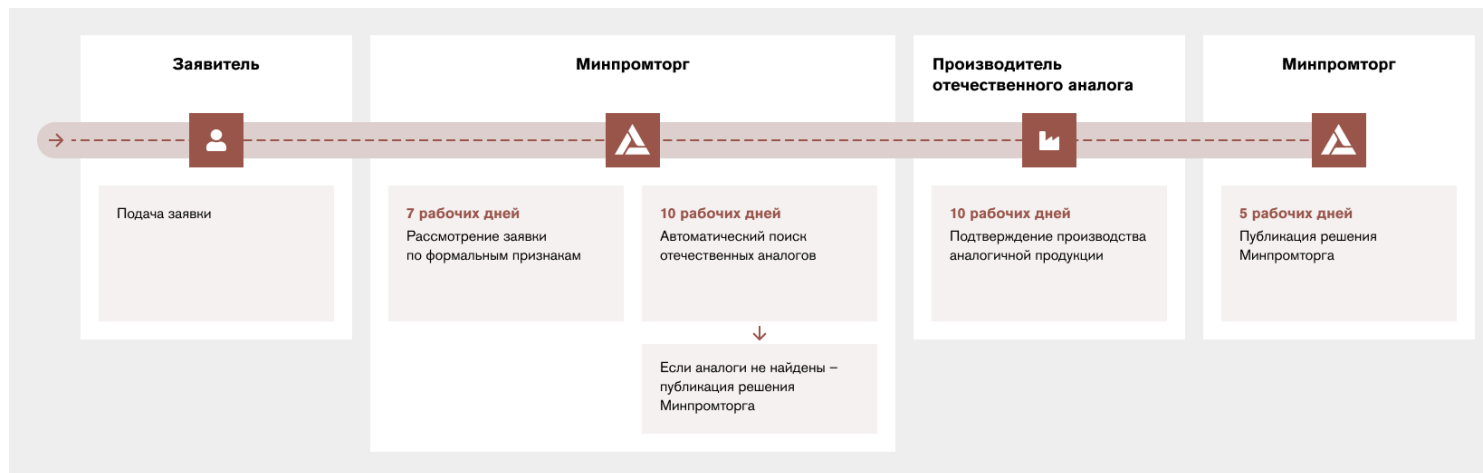 Заявитель
Подача заявки
Минпромторг
7 рабочих дней
Рассмотрение заявки
по формальным признакам
10 рабочих дней
Автоматический поиск
отечественных аналогов
Если аналоги не найдены –
публикация решения
Минпромторга
Производитель
отечественного аналога
10 рабочих дней
Подтверждение производства
аналогичной продукции
Минпромторг
5 рабочих дней
Публикация решения
Минпромторга